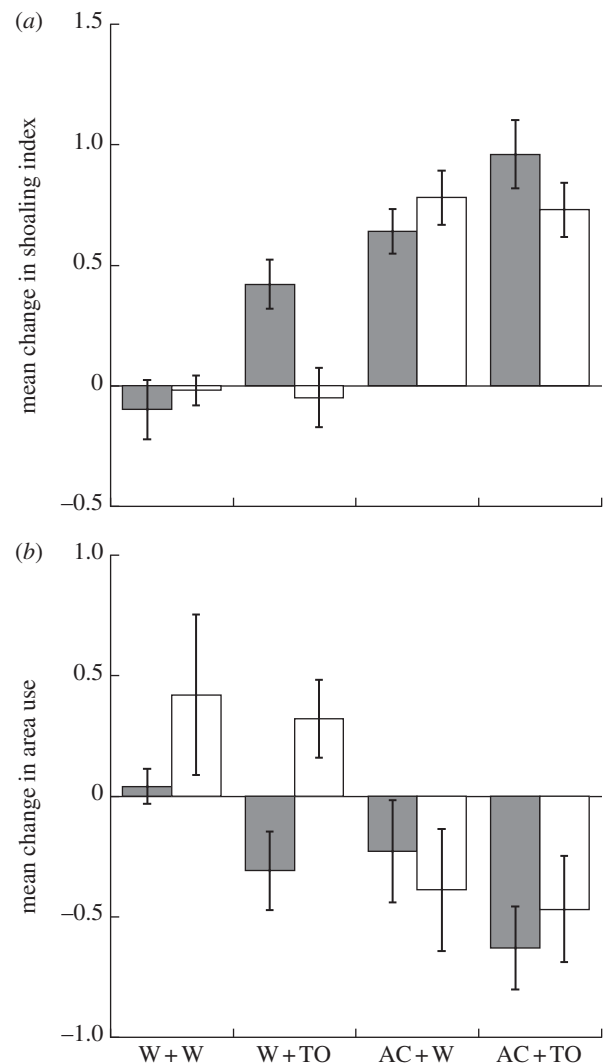 (a)
1.5
1.0
0.5
0
–0.5
mean change in shoaling index
(b)
1.0
0.5
0
–0.5
–1.0
mean change in area use
W + W W + TO AC + W AC + TO